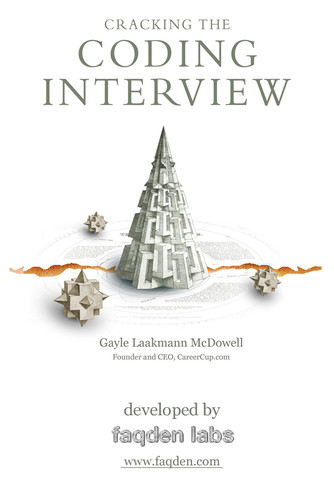 CRACKING THE
CODING
INTERVIEW
Gayle Laakmann McDowell
Founder and CEO, CareerCup.com
developed by
faqden labs
www.faqden.com